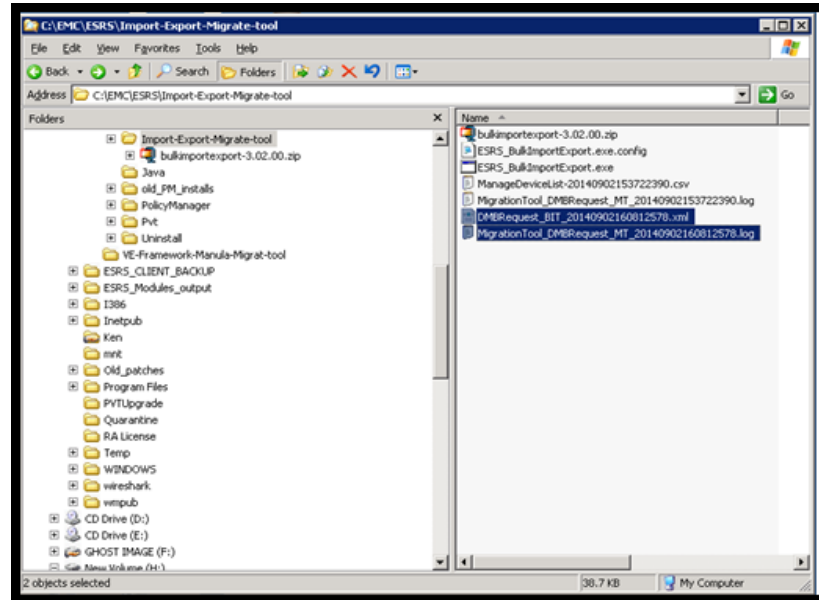 C:\EMC\ESRS\Import-Export-Migrate-tool
File Edit View Favorites Tools Help
Back Search Folders
Address C:\EMC\ESRS\Import-Export-Migrate-tool Go
Folders x
Import-Export-Migrate-tool
bulkimportexport-3.02.00.zip
Java
old_PM_installs
PolicyManager
Pvt
Uninstall
VE-Framework-Manula-Migrat-tool
ESRS_CLIENT_BACKUP
ESRS_Modules_output
I386
Inetpub
Ken
mnt
Old_patches
Program Files
PVTUpgrade
Quarantine
RA License
Temp
WINDOWS
wireshark
wmpub
CD Drive (D:)
CD Drive (E:)
GHOST IMAGE (F:)
New Volume (H:)
Name
bulkimportexport-3.02.00.zip
ESRS_BulkImportExport.exe.config
ESRS_BulkImportExport.exe
ManageDeviceList-20140902153722390.csv
MigrationTool_DMBRequest_MT_20140902153722390.log
DMBRequest_BIT_20140902160812578.xml
MigrationTool_DMBRequest_MT_20140902160812578.log
2 objects selected 38.7 KB My Computer